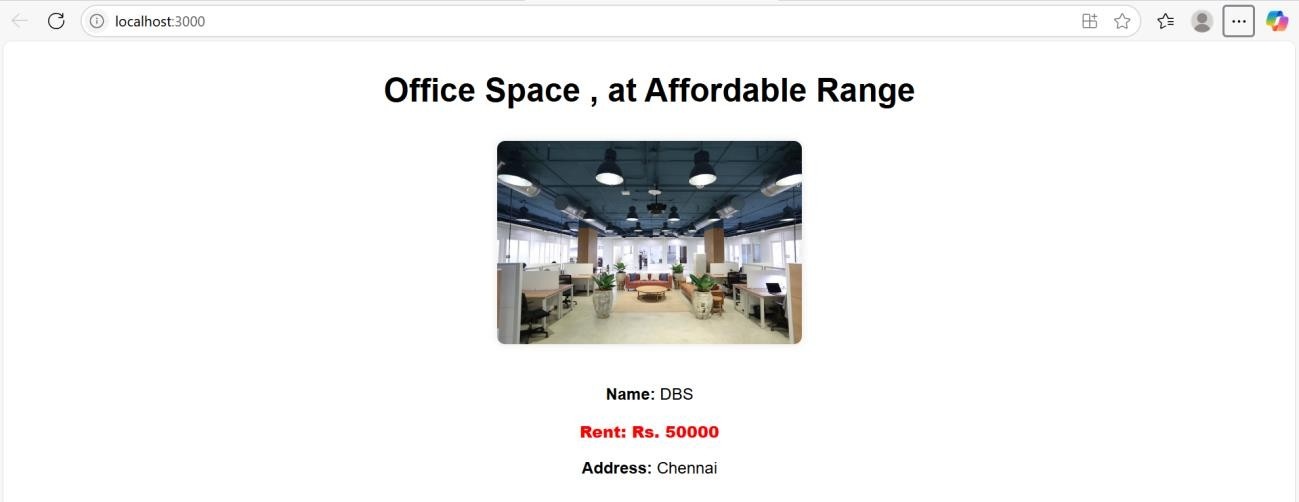 localhost:3000
Office Space , at Affordable Range
Name: DBS
Rent: Rs. 50000
Address: Chennai